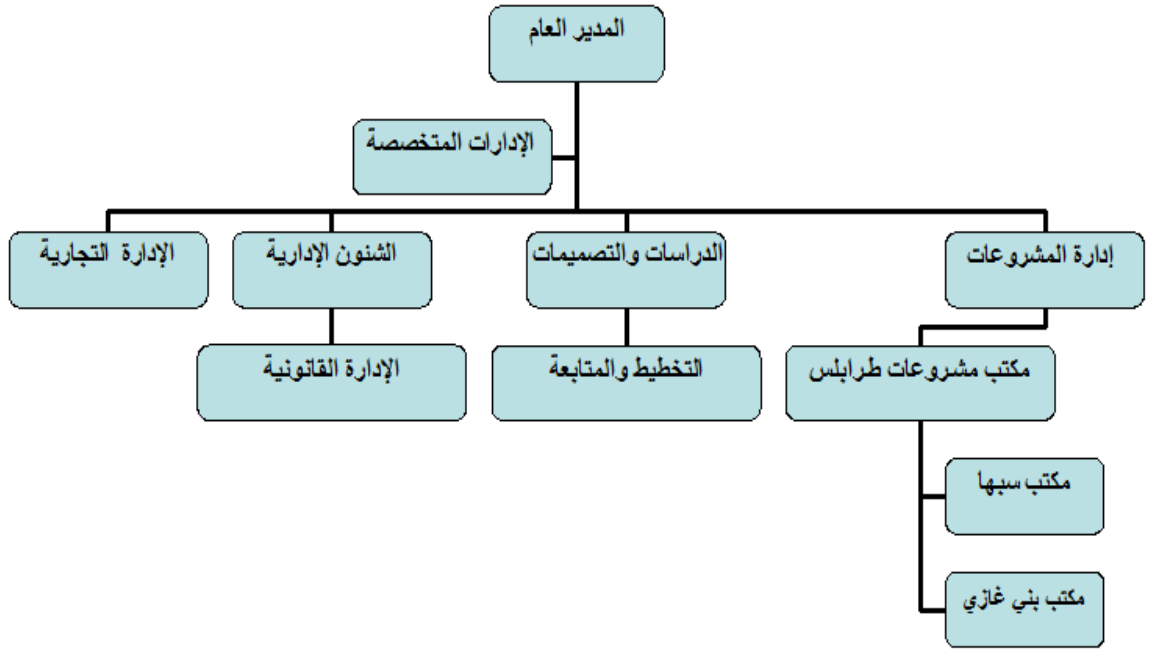 المدير العام
الإدارات المتخصصة
إدارة المشروعات
الدراسات والتصميمات
الشئون الإدارية
الإدارة التجارية
مكتب مشروعات طرابلس
التخطيط والمتابعة
الإدارة القانونية
مكتب سبها
مكتب بني غازي